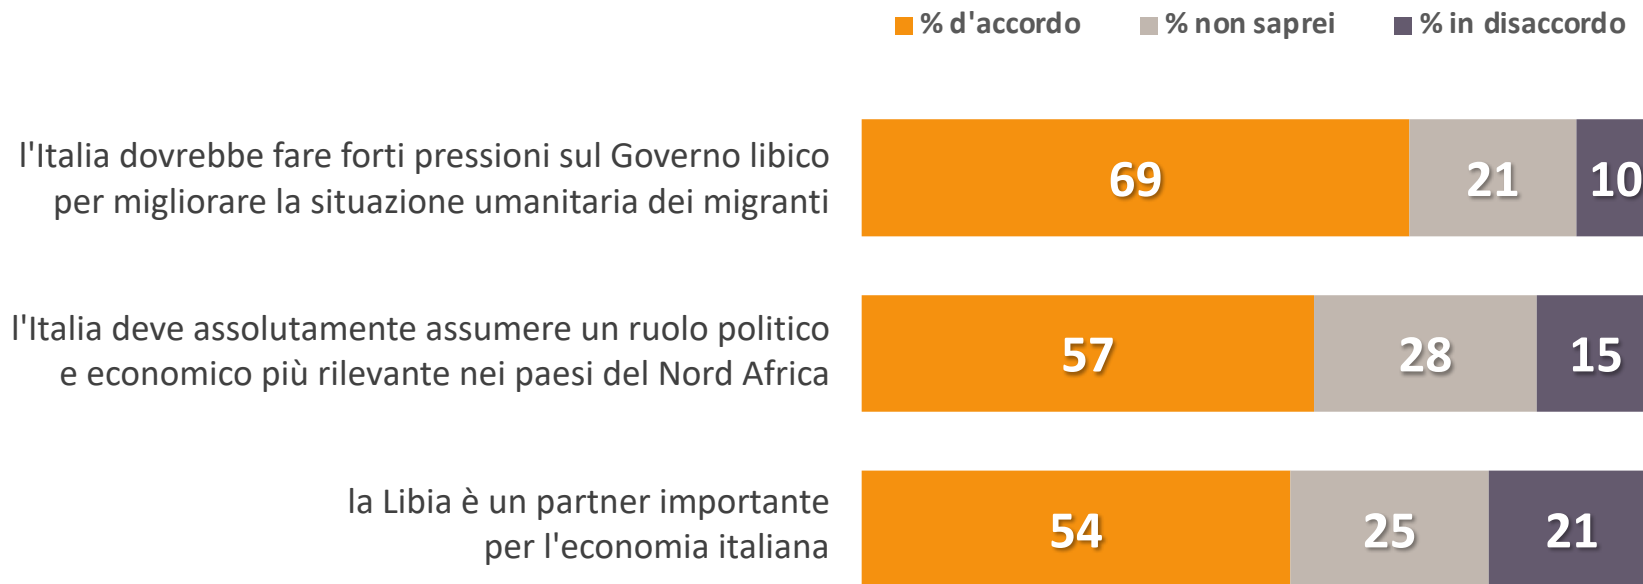 % d'accordo % non saprei % in disaccordo
l'Italia dovrebbe fare forti pressioni sul Governo libico
per migliorare la situazione umanitaria dei migranti
69 21 10
l'Italia deve assolutamente assumere un ruolo politico
e economico più rilevante nei paesi del Nord Africa
57 28 15
la Libia è un partner importante
per l'economia italiana
54 25 21